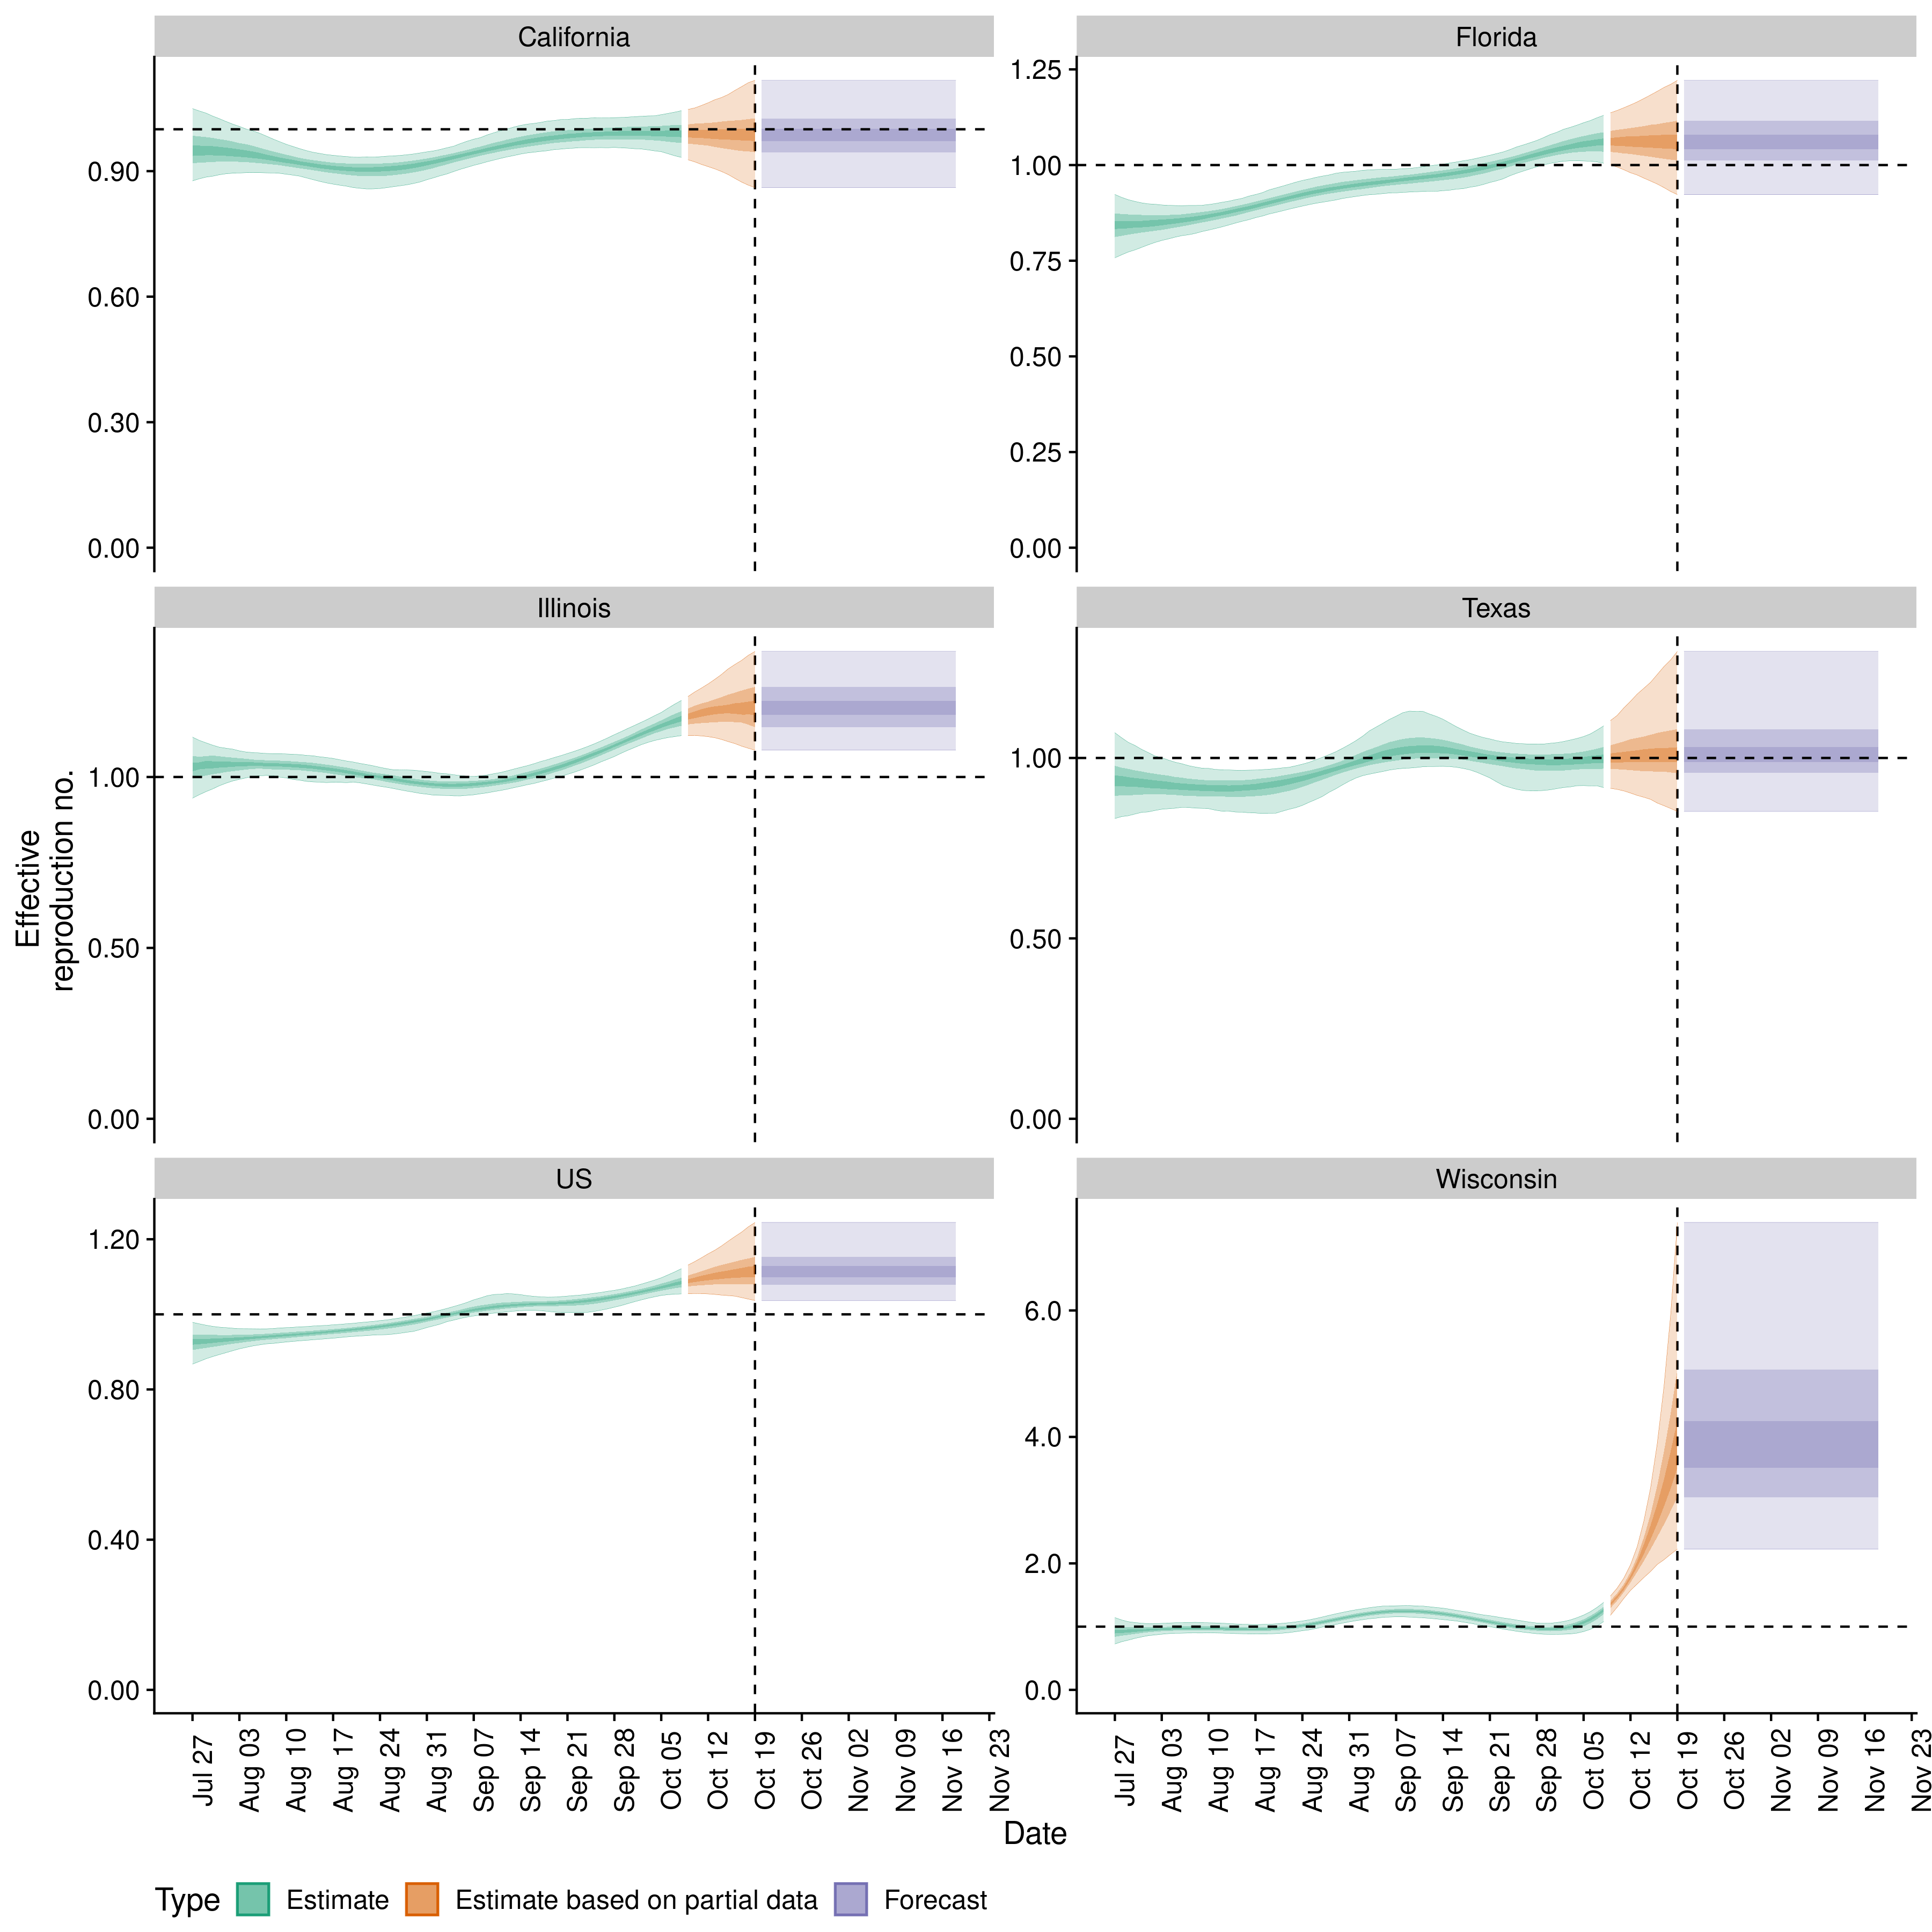 California
Florida
0.90
0.60
0.30
0.00
1.25
1.00
0.75
0.50
0.25
0.00
Illinois
Texas
1.00
0.50
0.00
1.00
0.50
0.00
Effective
reproduction no.
US
Wisconsin
1.20
0.80
0.40
0.00
6.0
4.0
2.0
0.0
Jul 27
Aug 03
Aug 10
Aug 17
Aug 24
Aug 31
Sep 07
Sep 14
Sep 21
Sep 28
Oct 05
Oct 12
Oct 19
Oct 26
Nov 02
Nov 09
Nov 16
Nov 23
Jul 27
Aug 03
Aug 10
Aug 17
Aug 24
Aug 31
Sep 07
Sep 14
Sep 21
Sep 28
Oct 05
Oct 12
Oct 19
Oct 26
Nov 02
Nov 09
Nov 16
Nov 23
Date
Type Estimate Estimate based on partial data Forecast